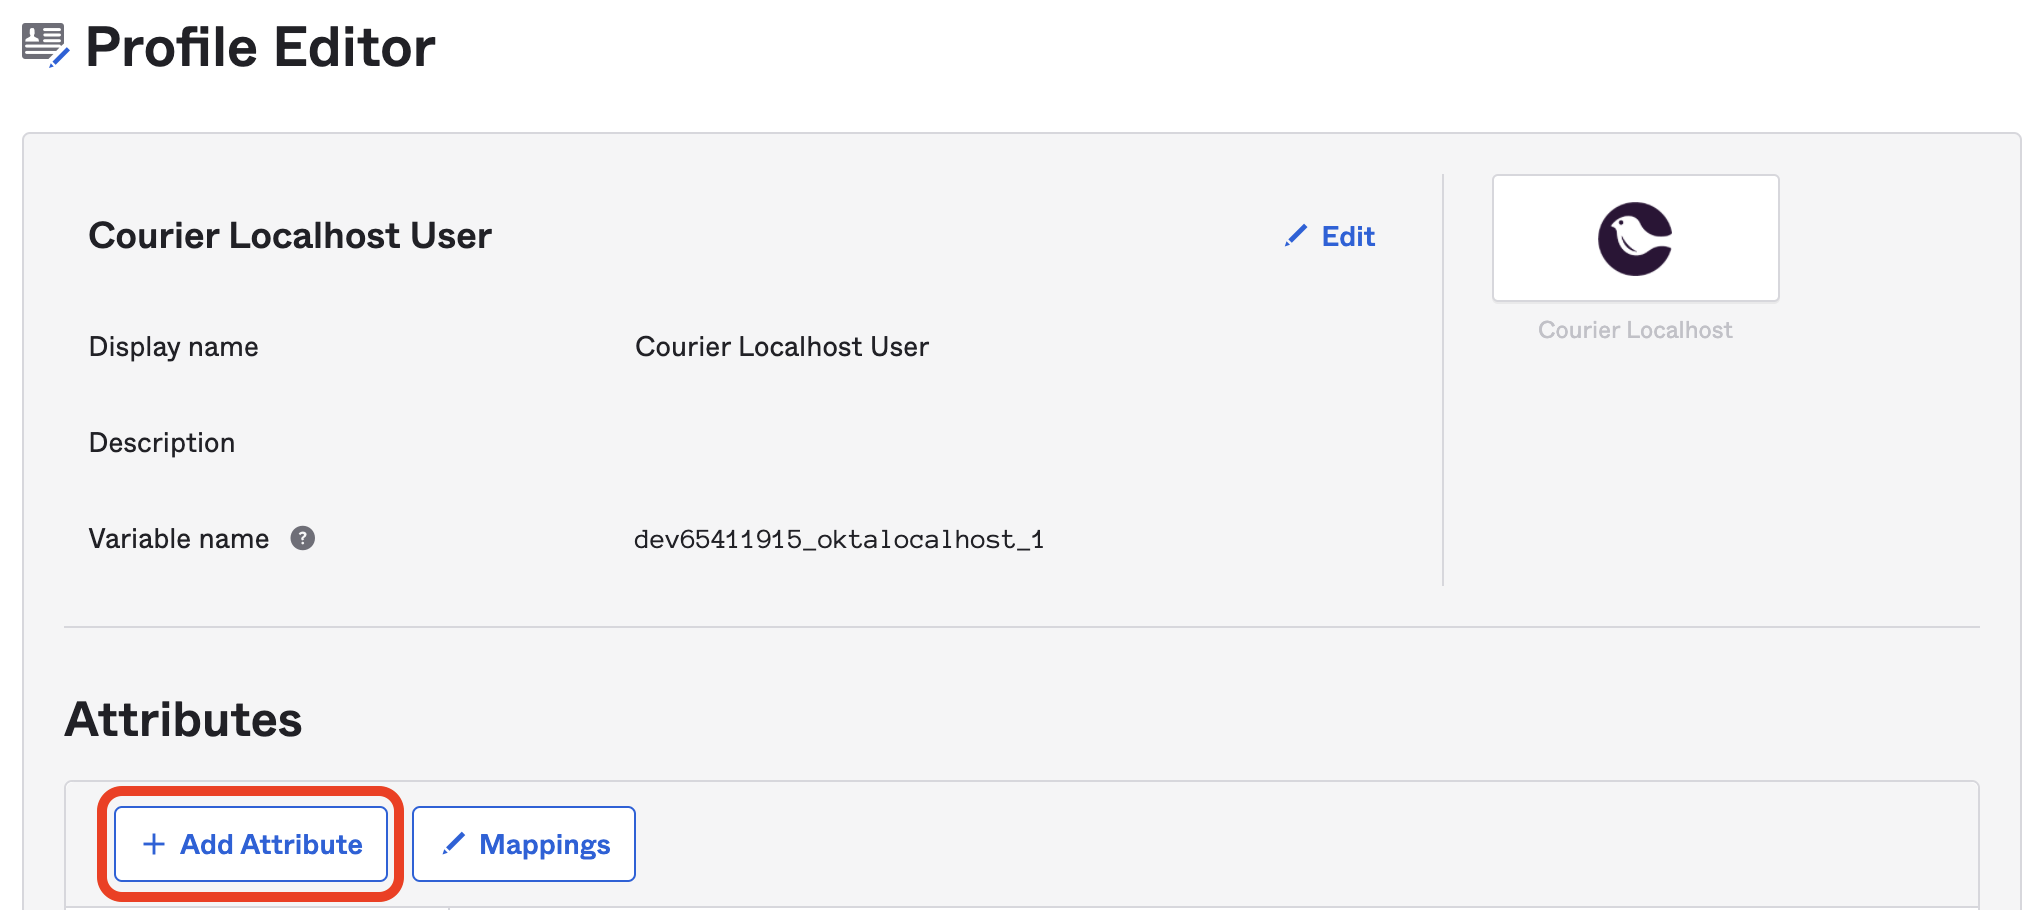 Profile Editor
Courier Localhost User
Edit
Courier Localhost
Display name
Courier Localhost User
Description
Variable name ?
dev65411915_oktalocalhost_1
Attributes
+ Add Attribute
Mappings